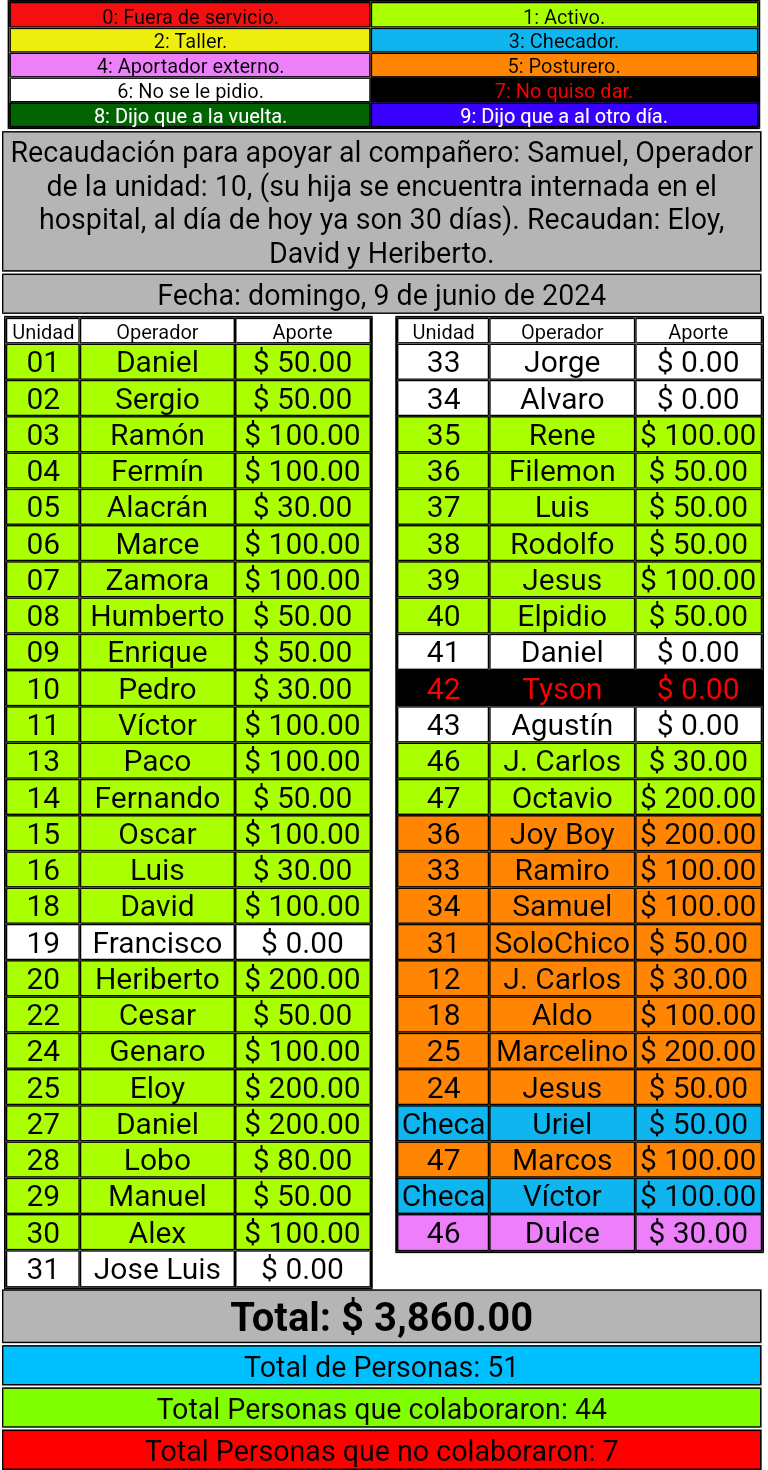 0: Fuera de servicio. 1: Activo.
2: Taller. 3: Checador.
4: Aportador externo. 5: Posturero.
6: No se le pidio. 7: No quiso dar.
8: Dijo que a la vuelta. 9: Dijo que a al otro día.
Recaudación para apoyar al compañero: Samuel, Operador
de la unidad: 10, (su hija se encuentra internada en el
hospital, al día de hoy ya son 30 días). Recaudan: Eloy,
David y Heriberto.
Fecha: domingo, 9 de junio de 2024
Unidad Operador Aporte
01 Daniel $ 50.00
02 Sergio $ 50.00
03 Ramón $ 100.00
04 Fermín $ 100.00
05 Alacrán $ 30.00
06 Marce $ 100.00
07 Zamora $ 100.00
08 Humberto $ 50.00
09 Enrique $ 50.00
10 Pedro $ 30.00
11 Víctor $ 100.00
13 Paco $ 100.00
14 Fernando $ 50.00
15 Oscar $ 100.00
16 Luis $ 30.00
18 David $ 100.00
19 Francisco $ 0.00
20 Heriberto $ 200.00
22 Cesar $ 50.00
24 Genaro $ 100.00
25 Eloy $ 200.00
27 Daniel $ 200.00
28 Lobo $ 80.00
29 Manuel $ 50.00
30 Alex $ 100.00
31 Jose Luis $ 0.00
Unidad Operador Aporte
33 Jorge $ 0.00
34 Alvaro $ 0.00
35 Rene $ 100.00
36 Filemon $ 50.00
37 Luis $ 50.00
38 Rodolfo $ 50.00
39 Jesus $ 100.00
40 Elpidio $ 50.00
41 Daniel $ 0.00
42 Tyson $ 0.00
43 Agustín $ 0.00
46 J. Carlos $ 30.00
47 Octavio $ 200.00
36 Joy Boy $ 200.00
33 Ramiro $ 100.00
34 Samuel $ 100.00
31 SoloChico $ 50.00
12 J. Carlos $ 30.00
18 Aldo $ 100.00
25 Marcelino $ 200.00
24 Jesus $ 50.00
Checa Uriel $ 50.00
47 Marcos $ 100.00
Checa Víctor $ 100.00
46 Dulce $ 30.00
Total: $ 3,860.00
Total de Personas: 51
Total Personas que colaboraron: 44
Total Personas que no colaboraron: 7